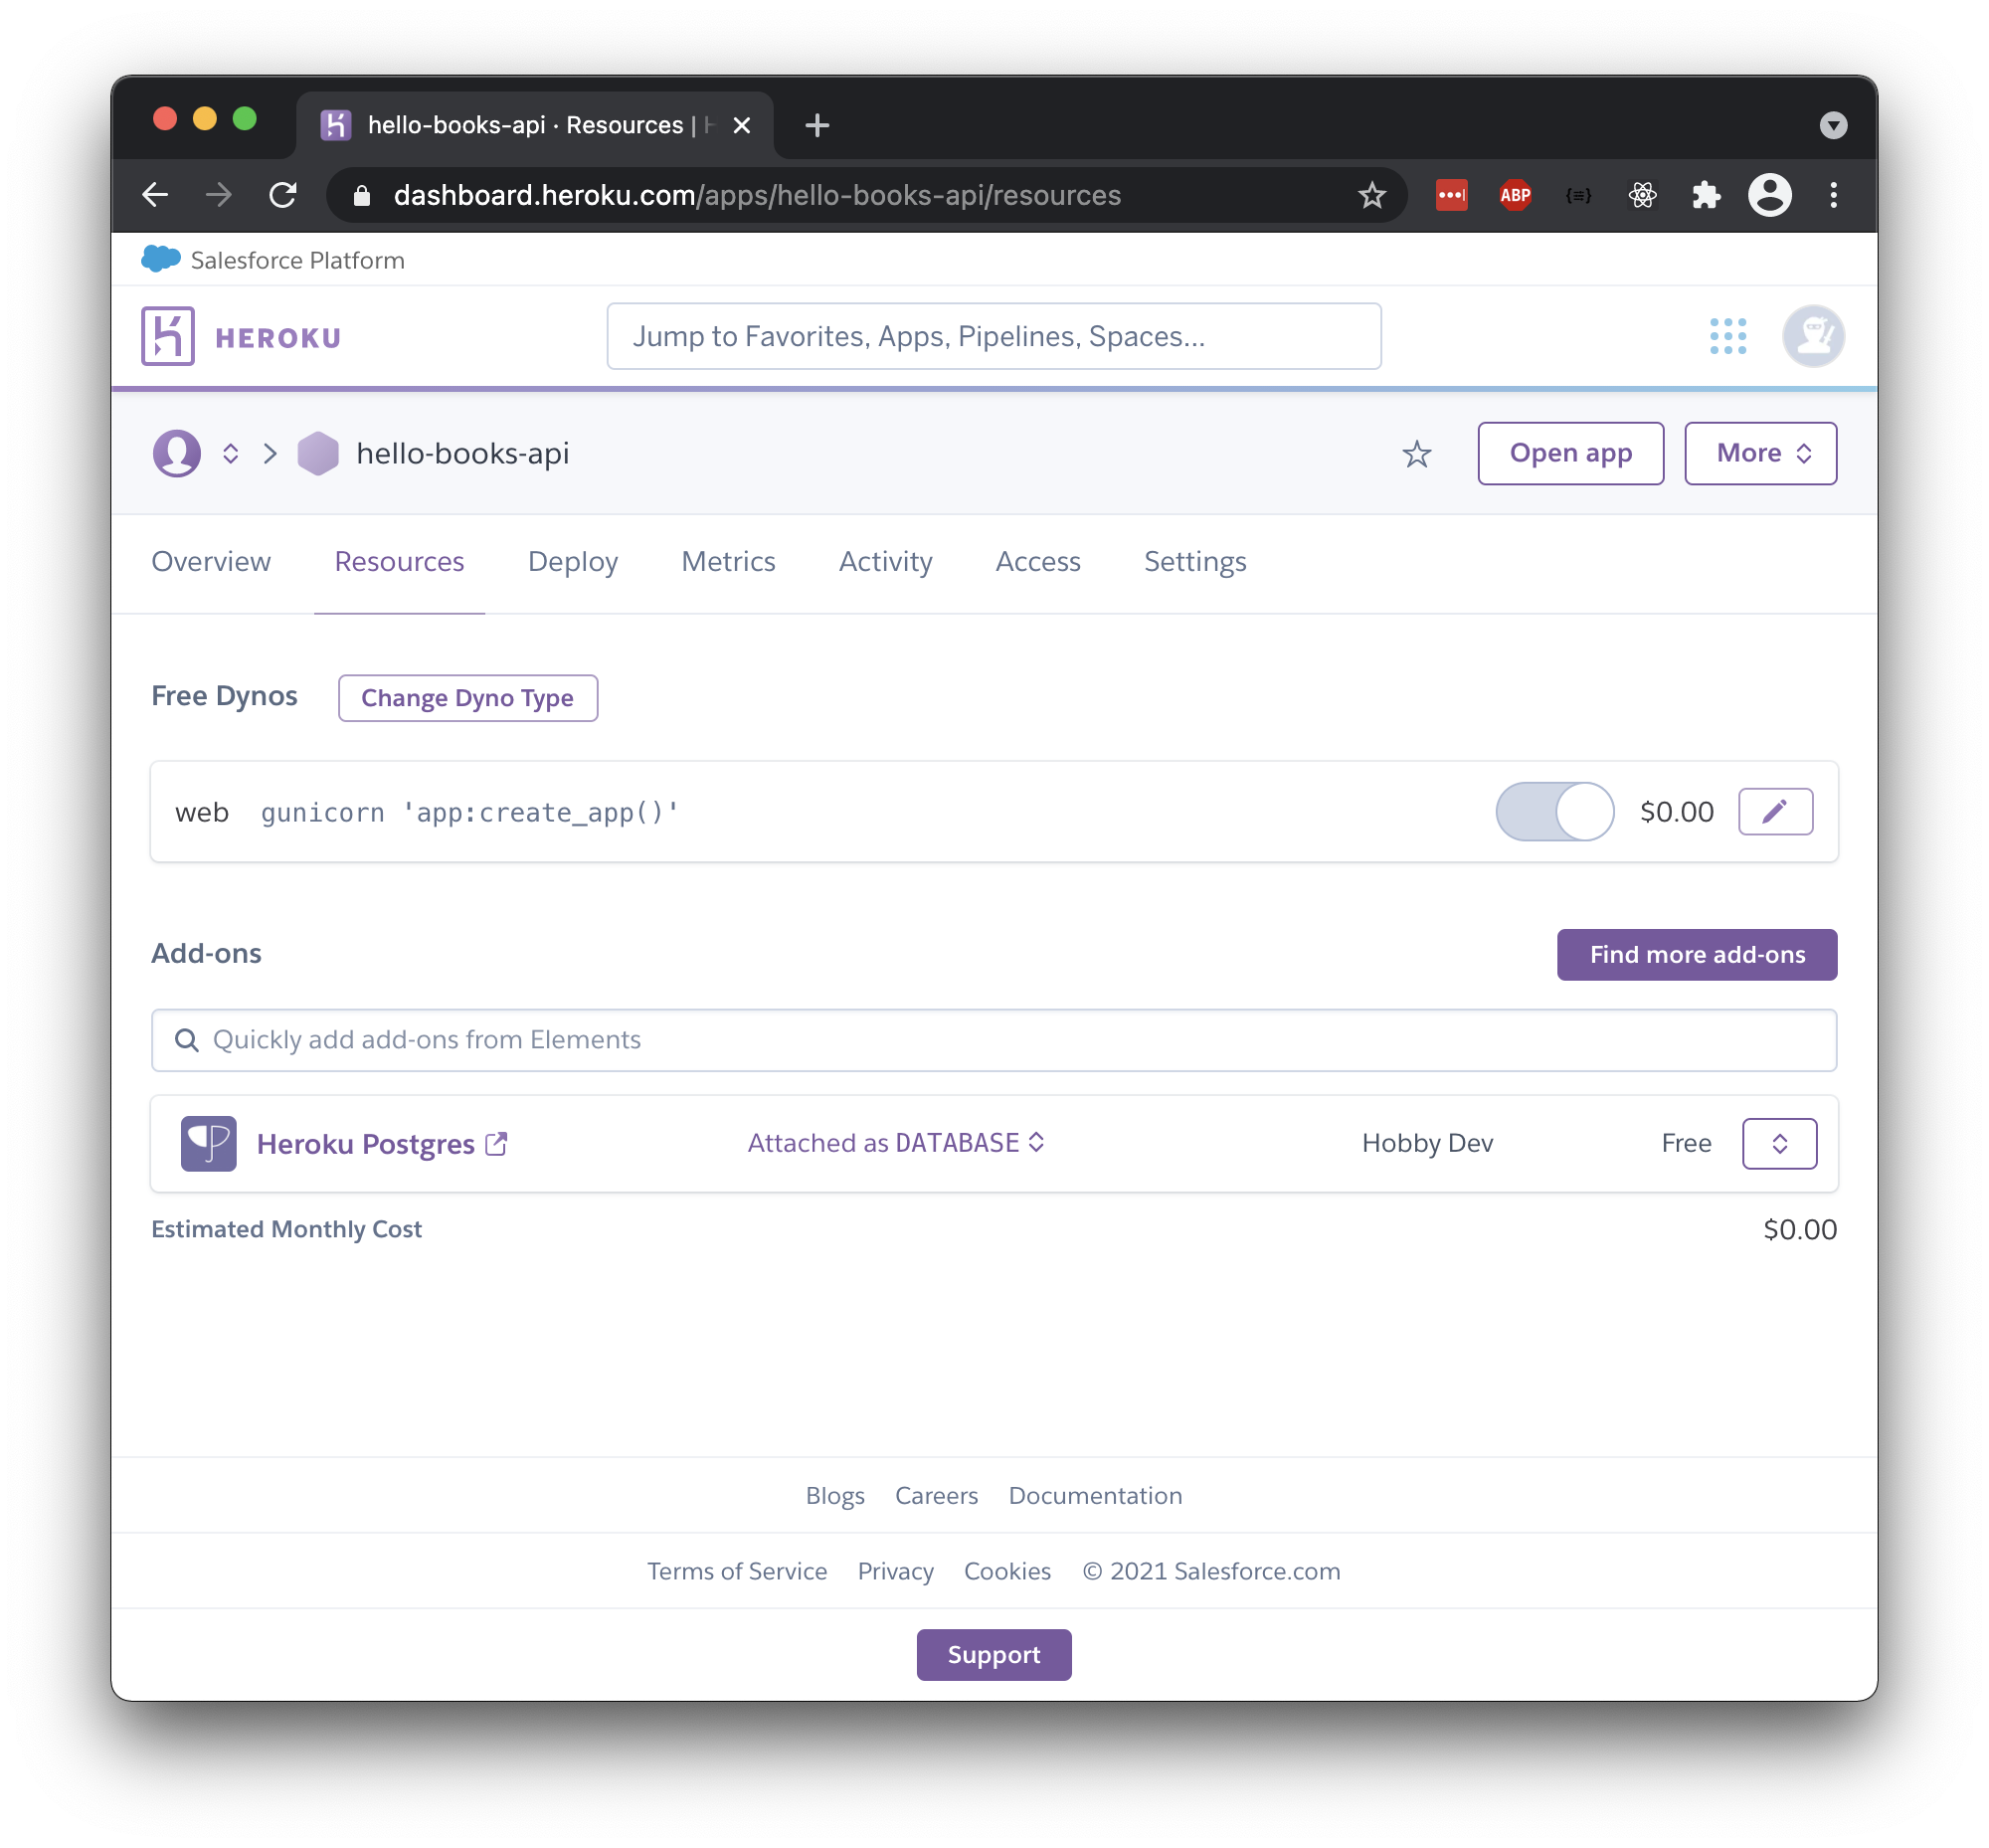 hello-books-api · Resources |
dashboard.heroku.com/apps/hello-books-api/resources
ABP
Salesforce Platform
HEROKU
Jump to Favorites, Apps, Pipelines, Spaces...
hello-books-api
Open app
More
Overview Resources Deploy Metrics Activity Access Settings
Free Dynos
Change Dyno Type
web gunicorn 'app:create_app()' $0.00
Add-ons
Find more add-ons
Quickly add add-ons from Elements
Heroku Postgres Attached as DATABASE Hobby Dev Free
Estimated Monthly Cost $0.00
Blogs Careers Documentation
Terms of Service Privacy Cookies © 2021 Salesforce.com
Support